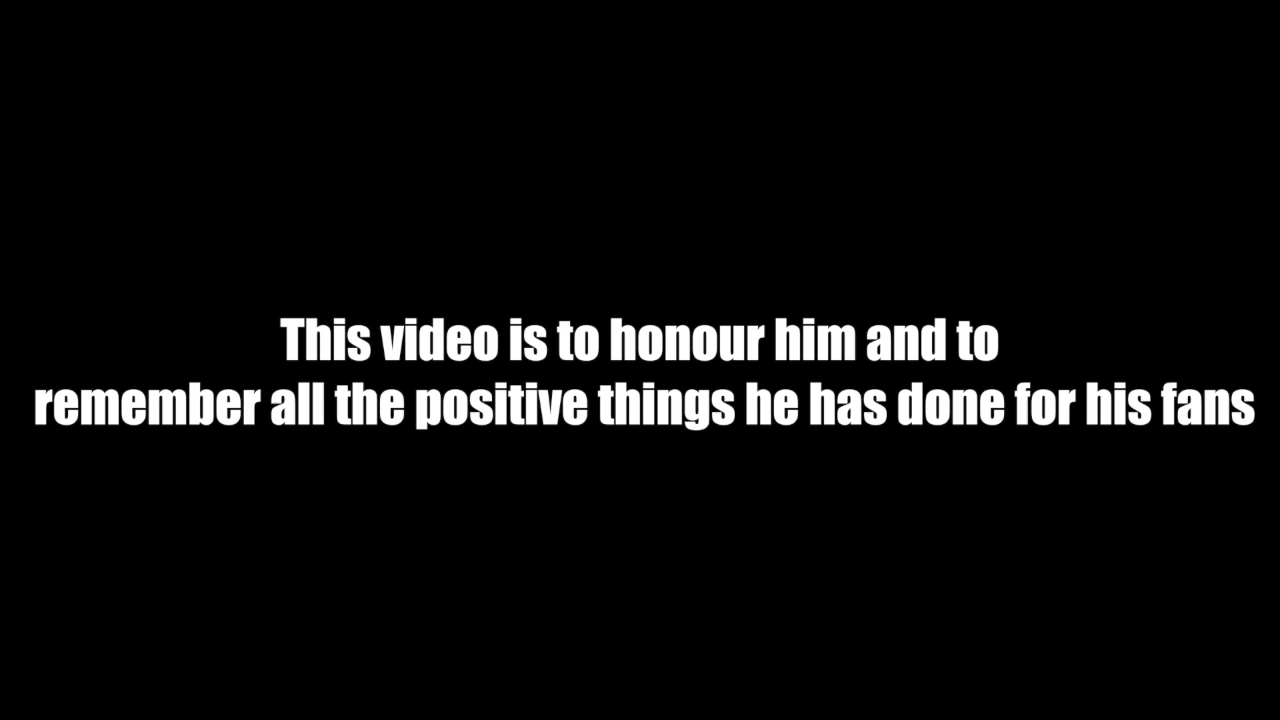 This video is to honour him and to
remember all the positive things he has done for his fans